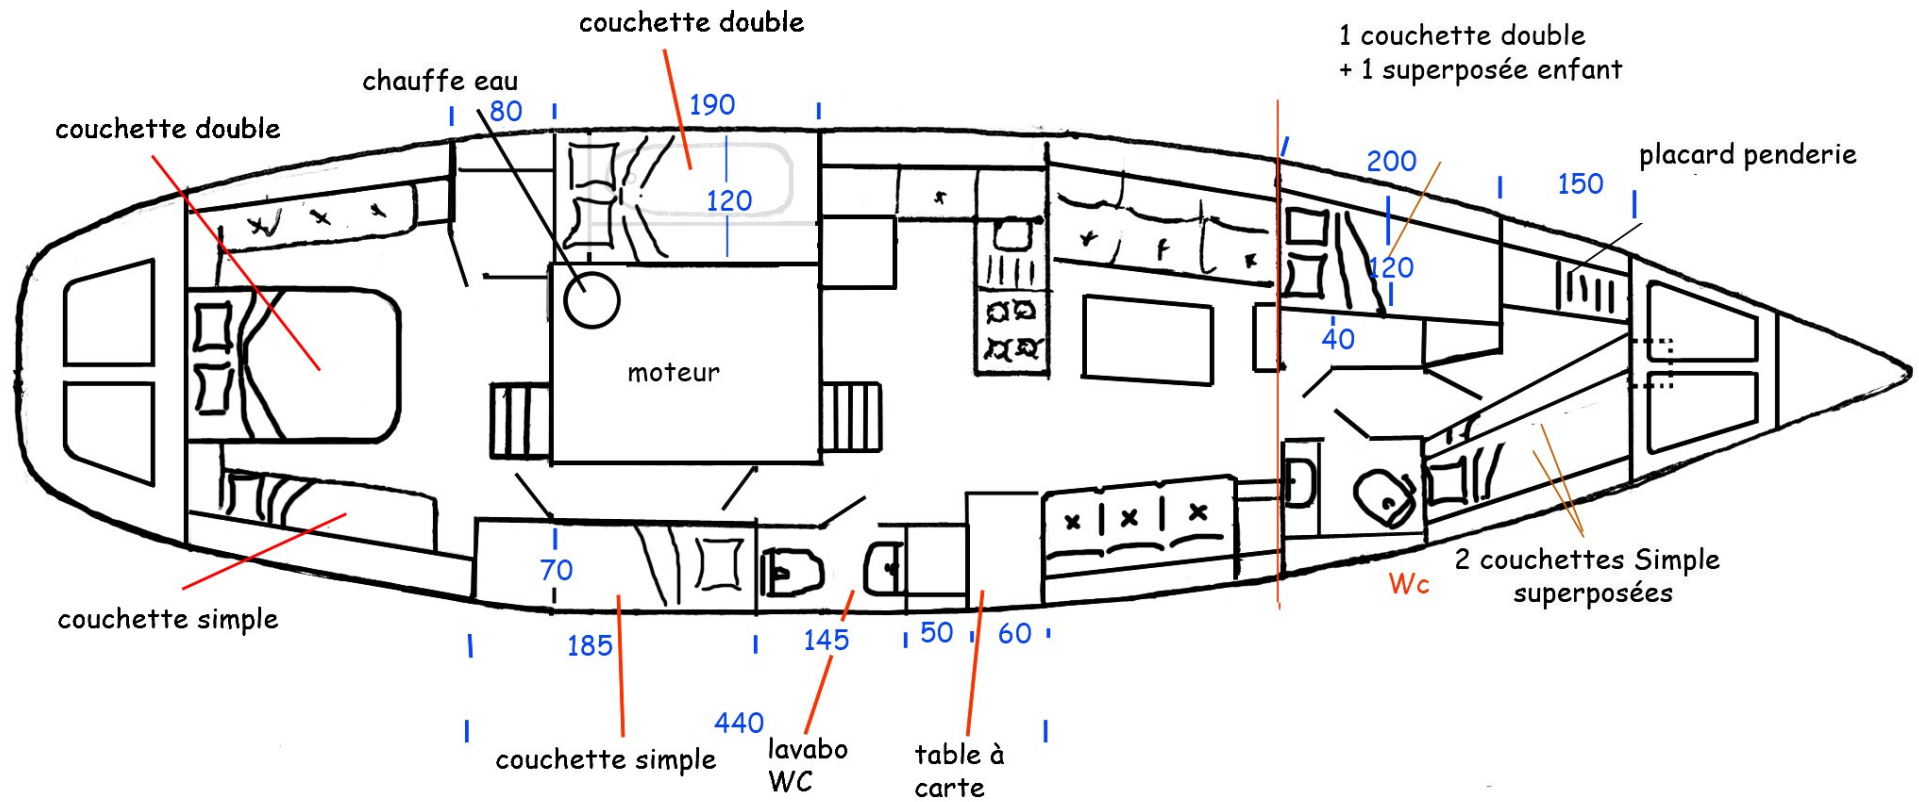 couchette double
1 couchette double
+ 1 superposée enfant
chauffe eau
80
190
couchette double
200
150
placard penderie
120
120
40
moteur
70
2 couchettes Simple
superposées
Wc
couchette simple
185
145
50
60
440
couchette simple
lavabo
WC
table à
carte